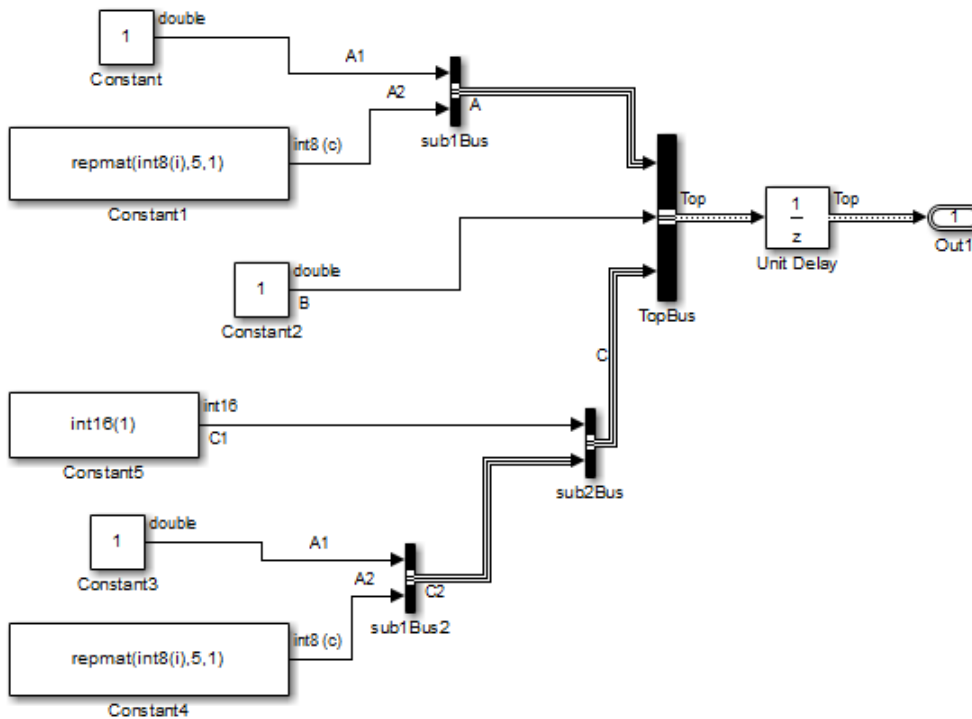 double
1
A1
Constant
A2
A
sub1Bus
int8 (c)
repmat(int8(i),5,1)
Constant1
Top
1
z
Top
1
Out1
Unit Delay
double
1
B
Constant2
TopBus
C
int16
int16(1)
C1
Constant5
sub2Bus
double
1
A1
Constant3
A2
C2
sub1Bus2
int8 (c)
repmat(int8(i),5,1)
Constant4